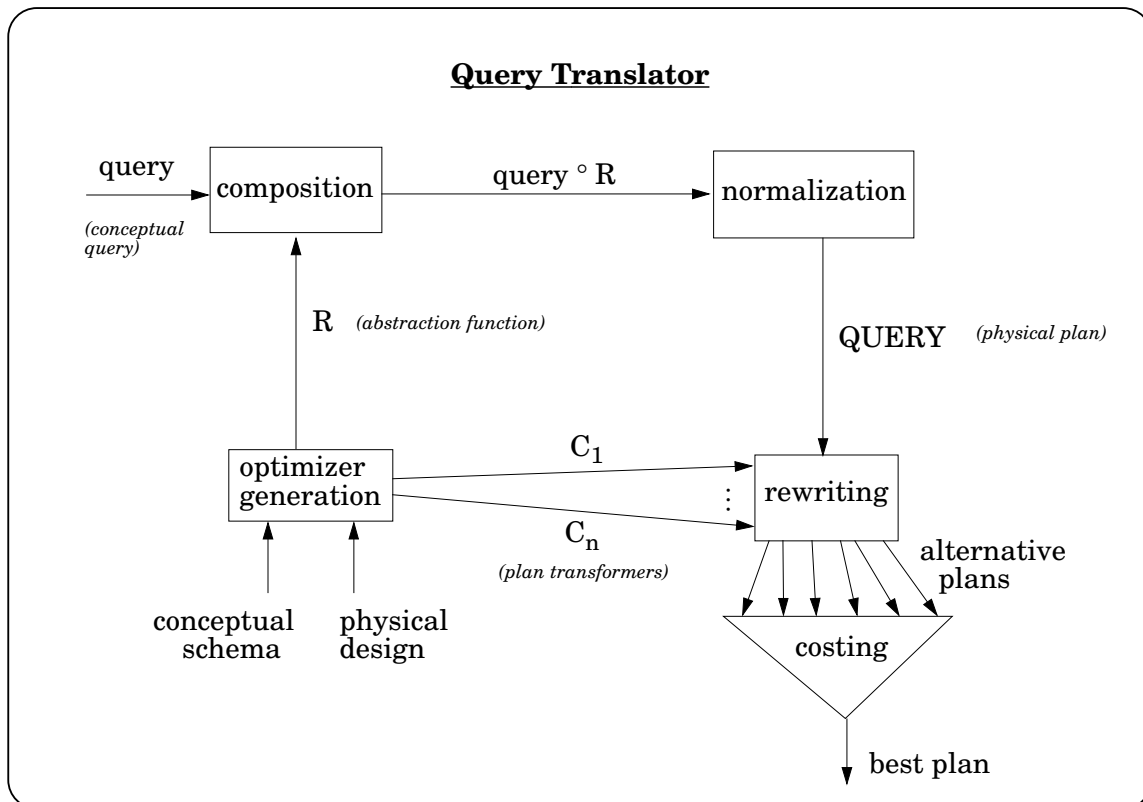 Query Translator
query
(conceptual
query)
composition
query ° R
normalization
R (abstraction function)
QUERY (physical plan)
optimizer
generation
C1
⋮
Cn
(plan transformers)
rewriting
alternative
plans
conceptual
schema
physical
design
costing
best plan